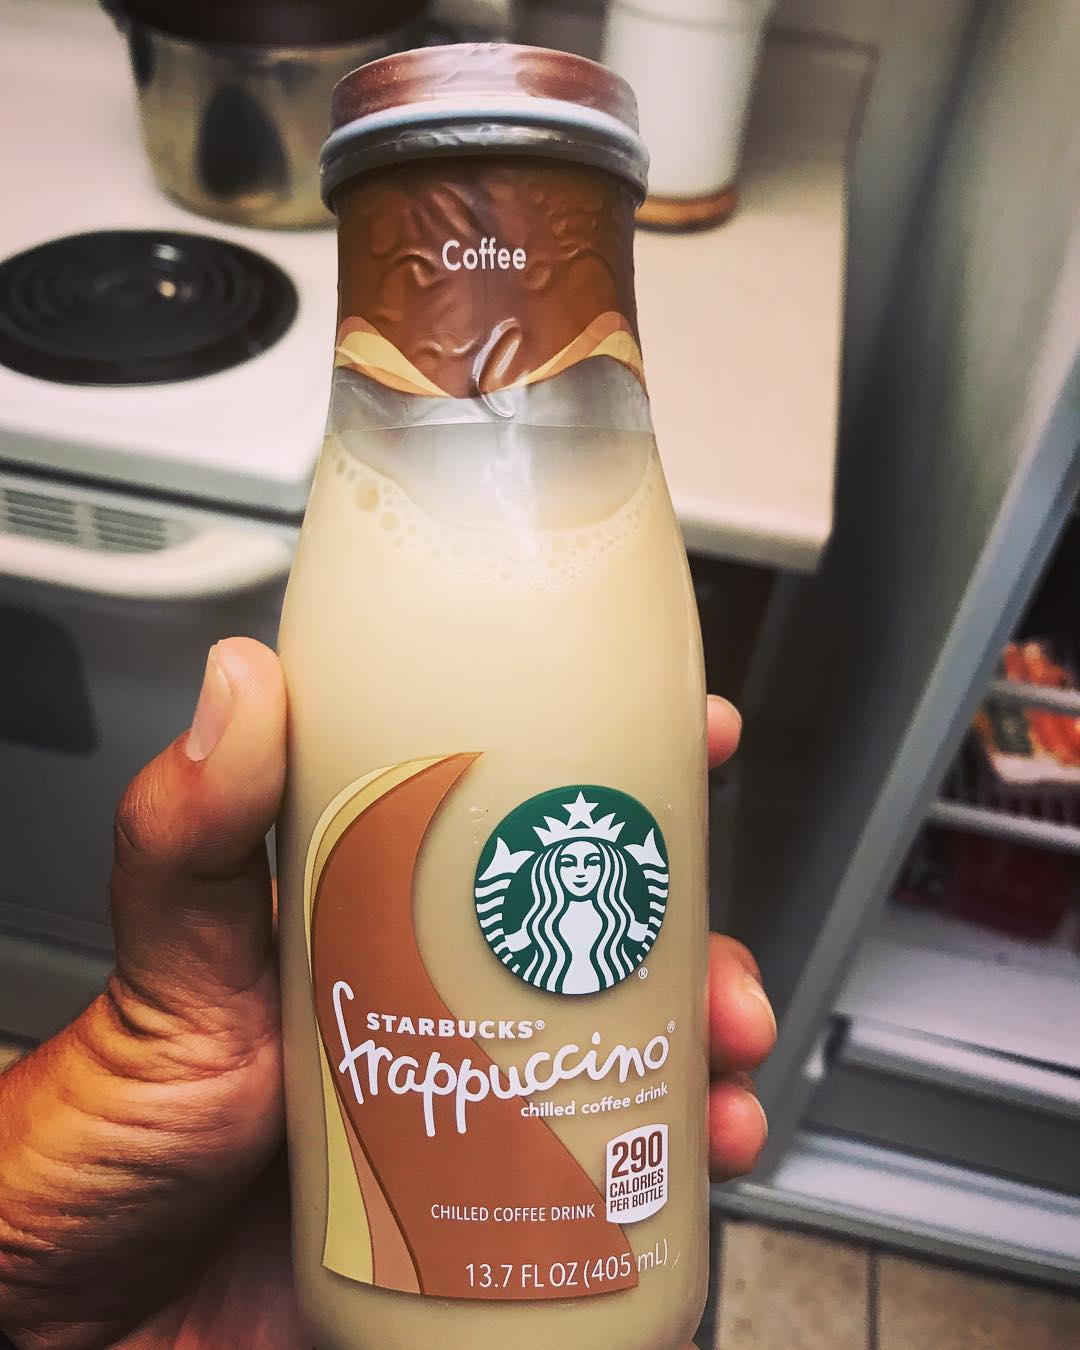 Coffee
STARBUCKS®
frappuccino®
chilled coffee drink
290
CALORIES
PER BOTTLE
CHILLED COFFEE DRINK
13.7 FL OZ (405 mL)